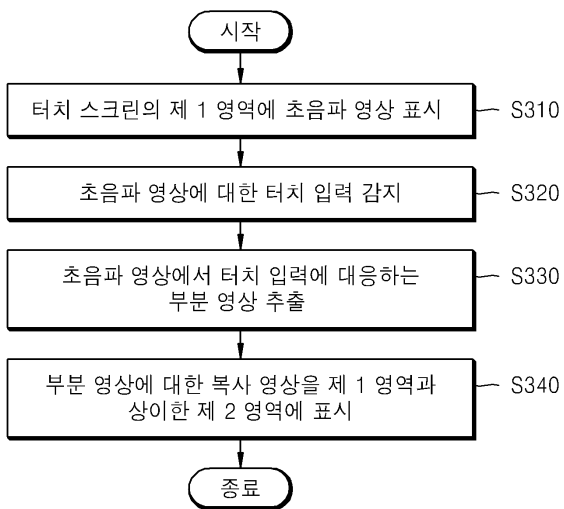 시작
터치 스크린의 제 1 영역에 초음파 영상 표시
S310
초음파 영상에 대한 터치 입력 감지
S320
초음파 영상에서 터치 입력에 대응하는
부분 영상 추출
S330
부분 영상에 대한 복사 영상을 제 1 영역과
상이한 제 2 영역에 표시
S340
종료